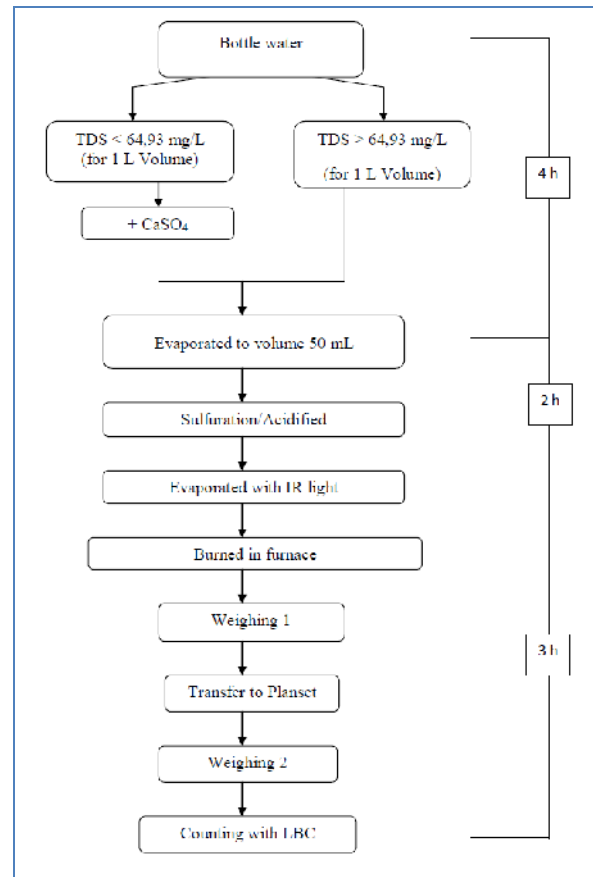 Bottle water
TDS < 64,93 mg/L
(for 1 L Volume)
TDS > 64,93 mg/L
(for 1 L Volume)
+ CaSO₄
4 h
Evaporated to volume 50 mL
2 h
Sulfuration/Acidified
Evaporated with IR light
Burned in furnace
Weighing 1
3 h
Transfer to Planset
Weighing 2
Counting with LBC